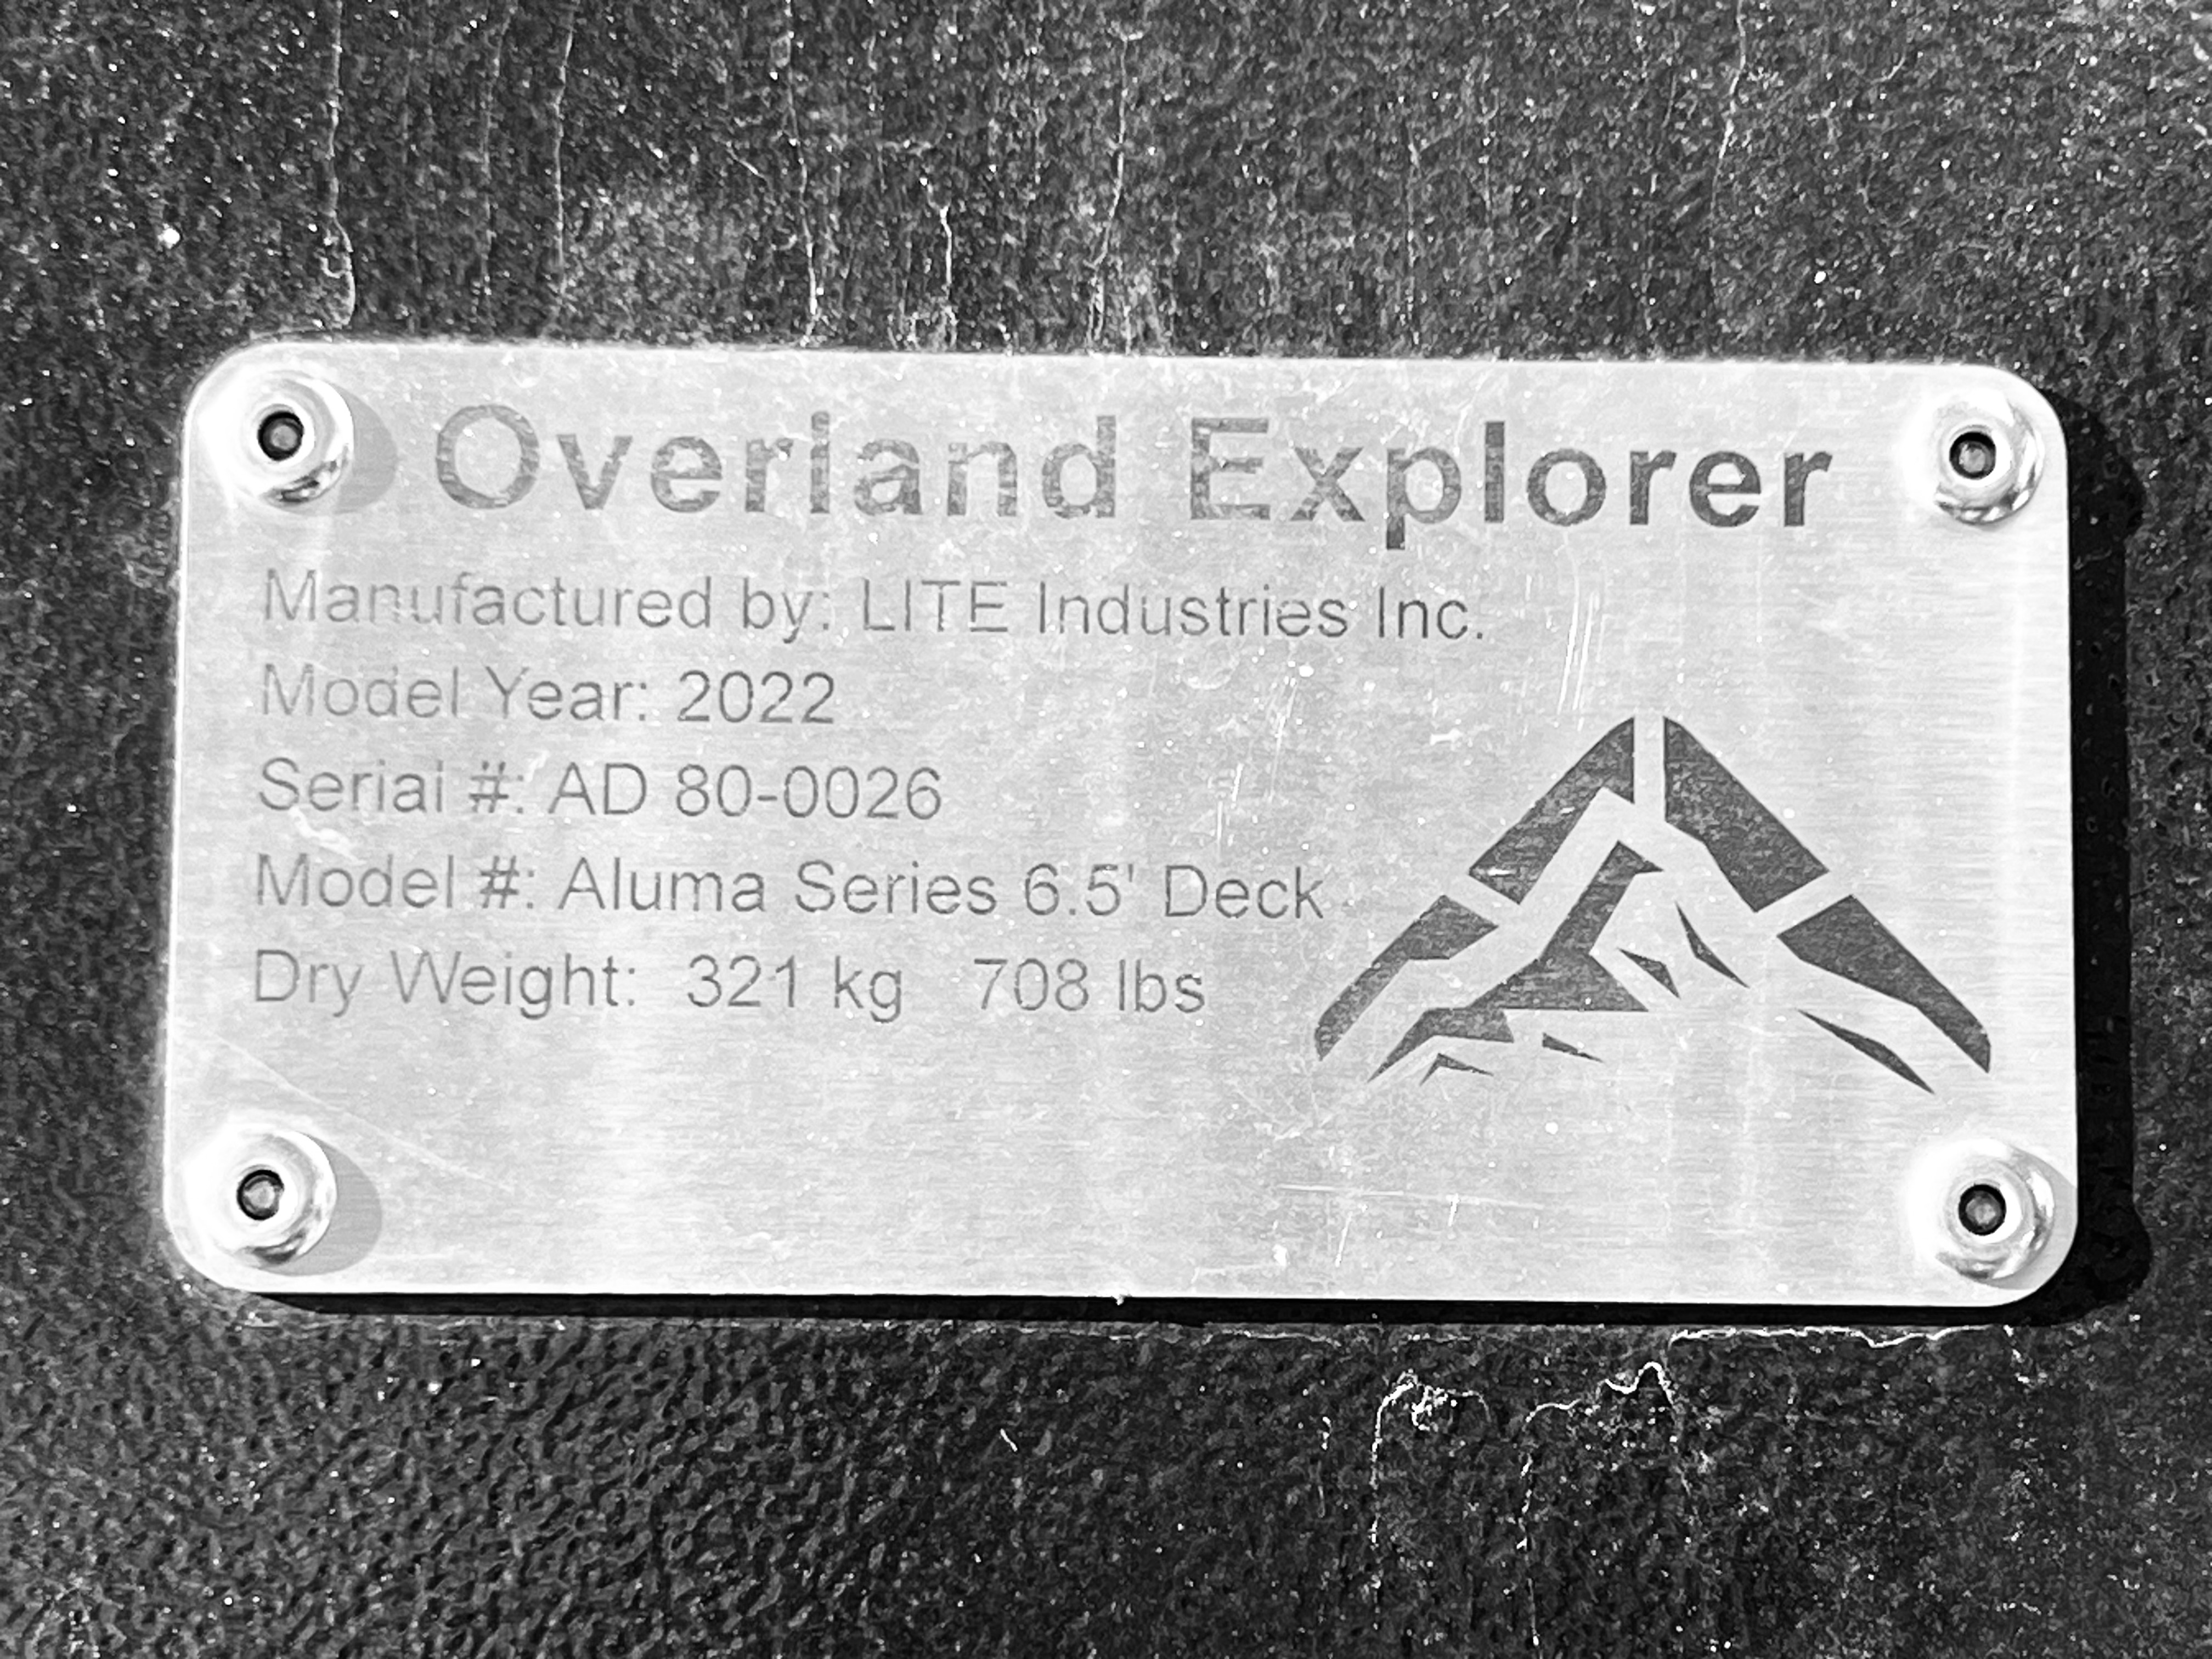 Overland Explorer
Manufactured by: LITE Industries Inc.
Model Year: 2022
Serial #: AD 80-0026
Model #: Aluma Series 6.5' Deck
Dry Weight: 321 kg 708 lbs